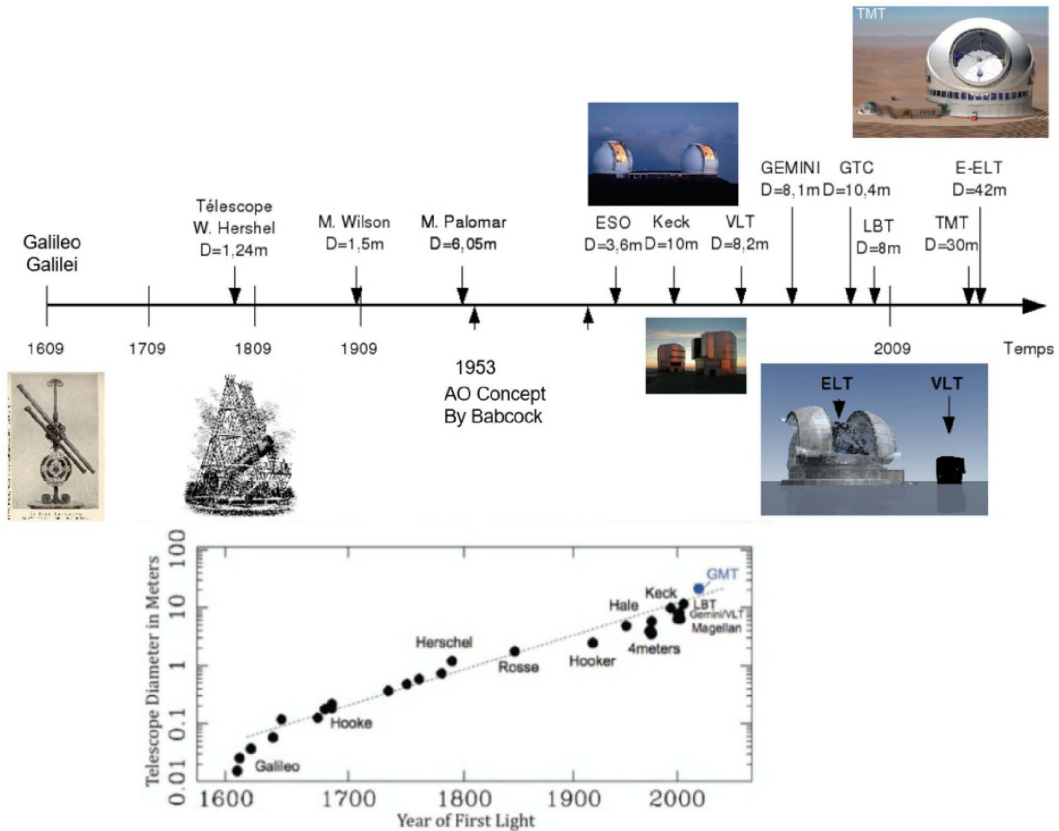 TMT
GEMINI
D=8,1m
GTC
D=10,4m
E-ELT
D=42m
Télescope
W. Hershel
D=1,24m
M. Wilson
D=1,5m
M. Palomar
D=6,05m
ESO
D=3,6m
Keck
D=10m
VLT
D=8,2m
LBT
D=8m
TMT
D=30m
Galileo
Galilei
1609
1709
1809
1909
2009
Temps
1953
AO Concept
By Babcock
ELT
VLT
Telescope Diameter in Meters
100
10
1
0.1
0.01
GMT
Keck
LBT
Gemini/VLT
Magellan
Hale
4meters
Hooker
Herschel
Rosse
Hooke
Galileo
1600
1700
1800
1900
2000
Year of First Light